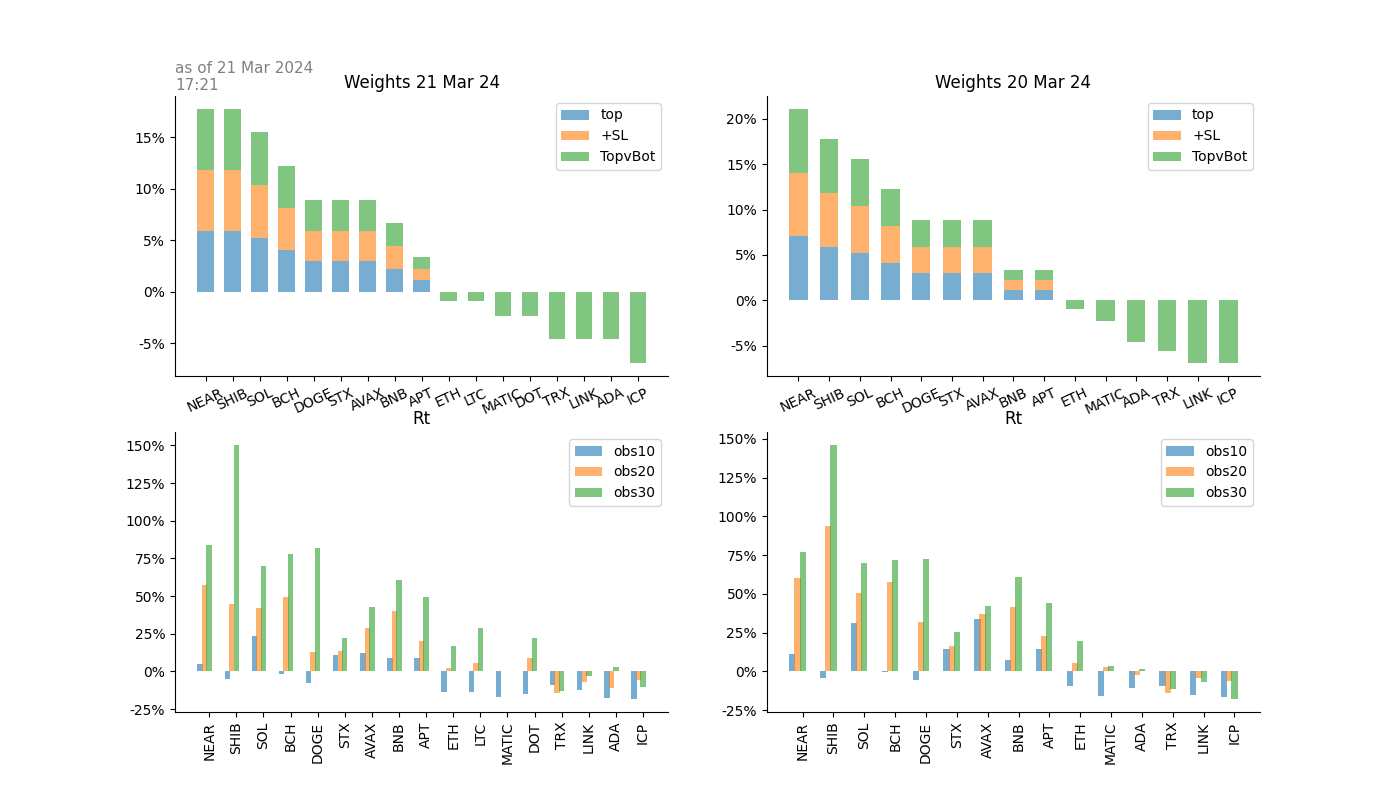 as of 21 Mar 2024
17:21
Weights 21 Mar 24
15%
10%
5%
0%
-5%
top
+SL
TopvBot
NEAR SHIB SOL BCH DOGE STX AVAX BNB APT ETH LTC MATIC DOT TRX LINK ADA ICP
Weights 20 Mar 24
20%
15%
10%
5%
0%
-5%
top
+SL
TopvBot
NEAR SHIB SOL BCH DOGE STX AVAX BNB APT ETH MATIC ADA TRX LINK ICP
Rt
150%
125%
100%
75%
50%
25%
0%
-25%
obs10
obs20
obs30
NEAR SHIB SOL BCH DOGE STX AVAX BNB APT ETH LTC MATIC DOT TRX LINK ADA ICP
Rt
150%
125%
100%
75%
50%
25%
0%
-25%
obs10
obs20
obs30
NEAR SHIB SOL BCH DOGE STX AVAX BNB APT ETH MATIC ADA TRX LINK ICP